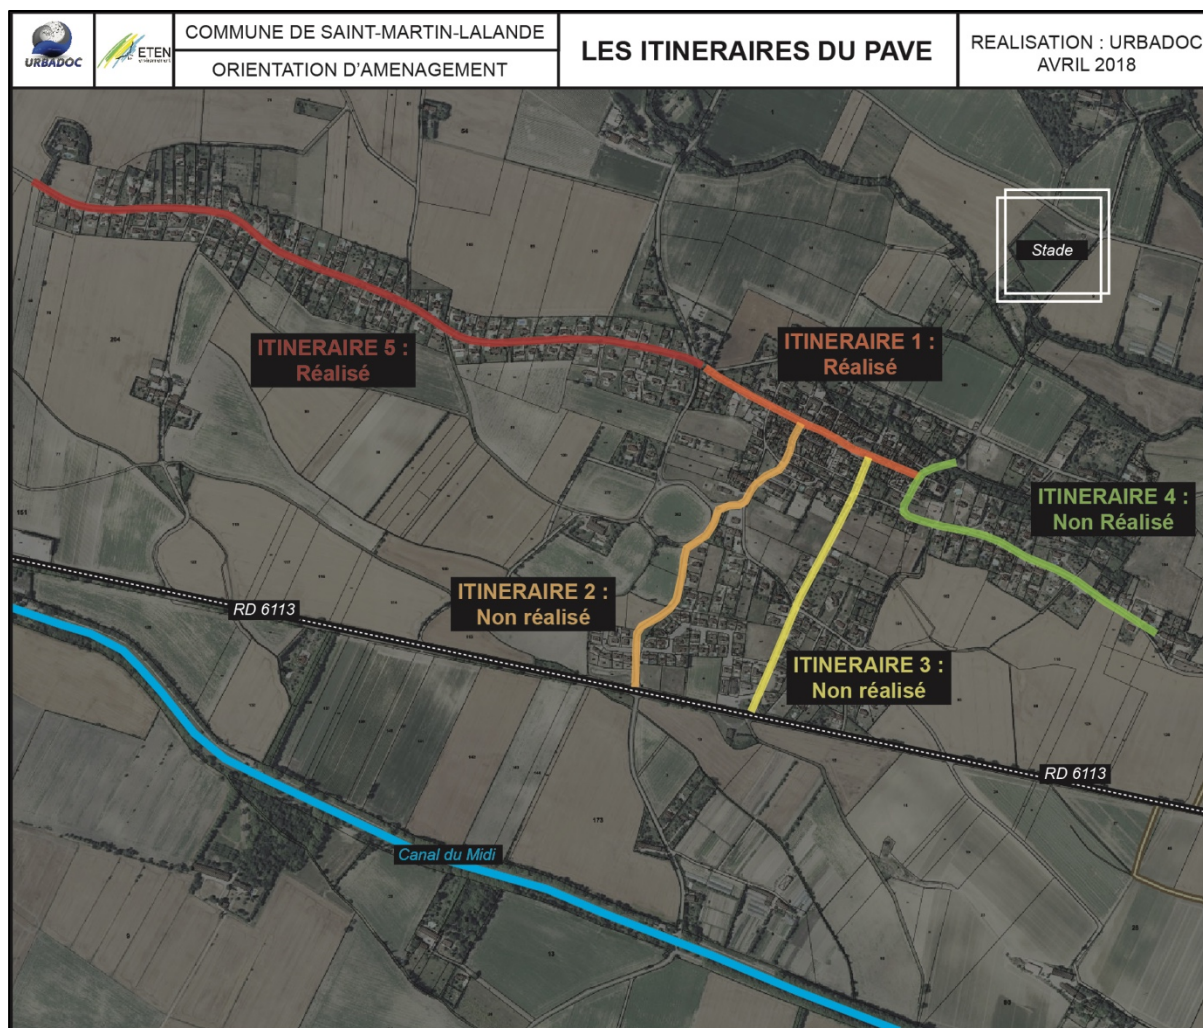 URBADOC
ETEN
COMMUNE DE SAINT-MARTIN-LALANDE
ORIENTATION D'AMENAGEMENT
LES ITINERAIRES DU PAVE
REALISATION : URBADOC
AVRIL 2018
Stade
ITINERAIRE 5 :
Réalisé
ITINERAIRE 1 :
Réalisé
ITINERAIRE 4 :
Non Réalisé
ITINERAIRE 2 :
Non réalisé
RD 6113
ITINERAIRE 3 :
Non réalisé
RD 6113
Canal du Midi